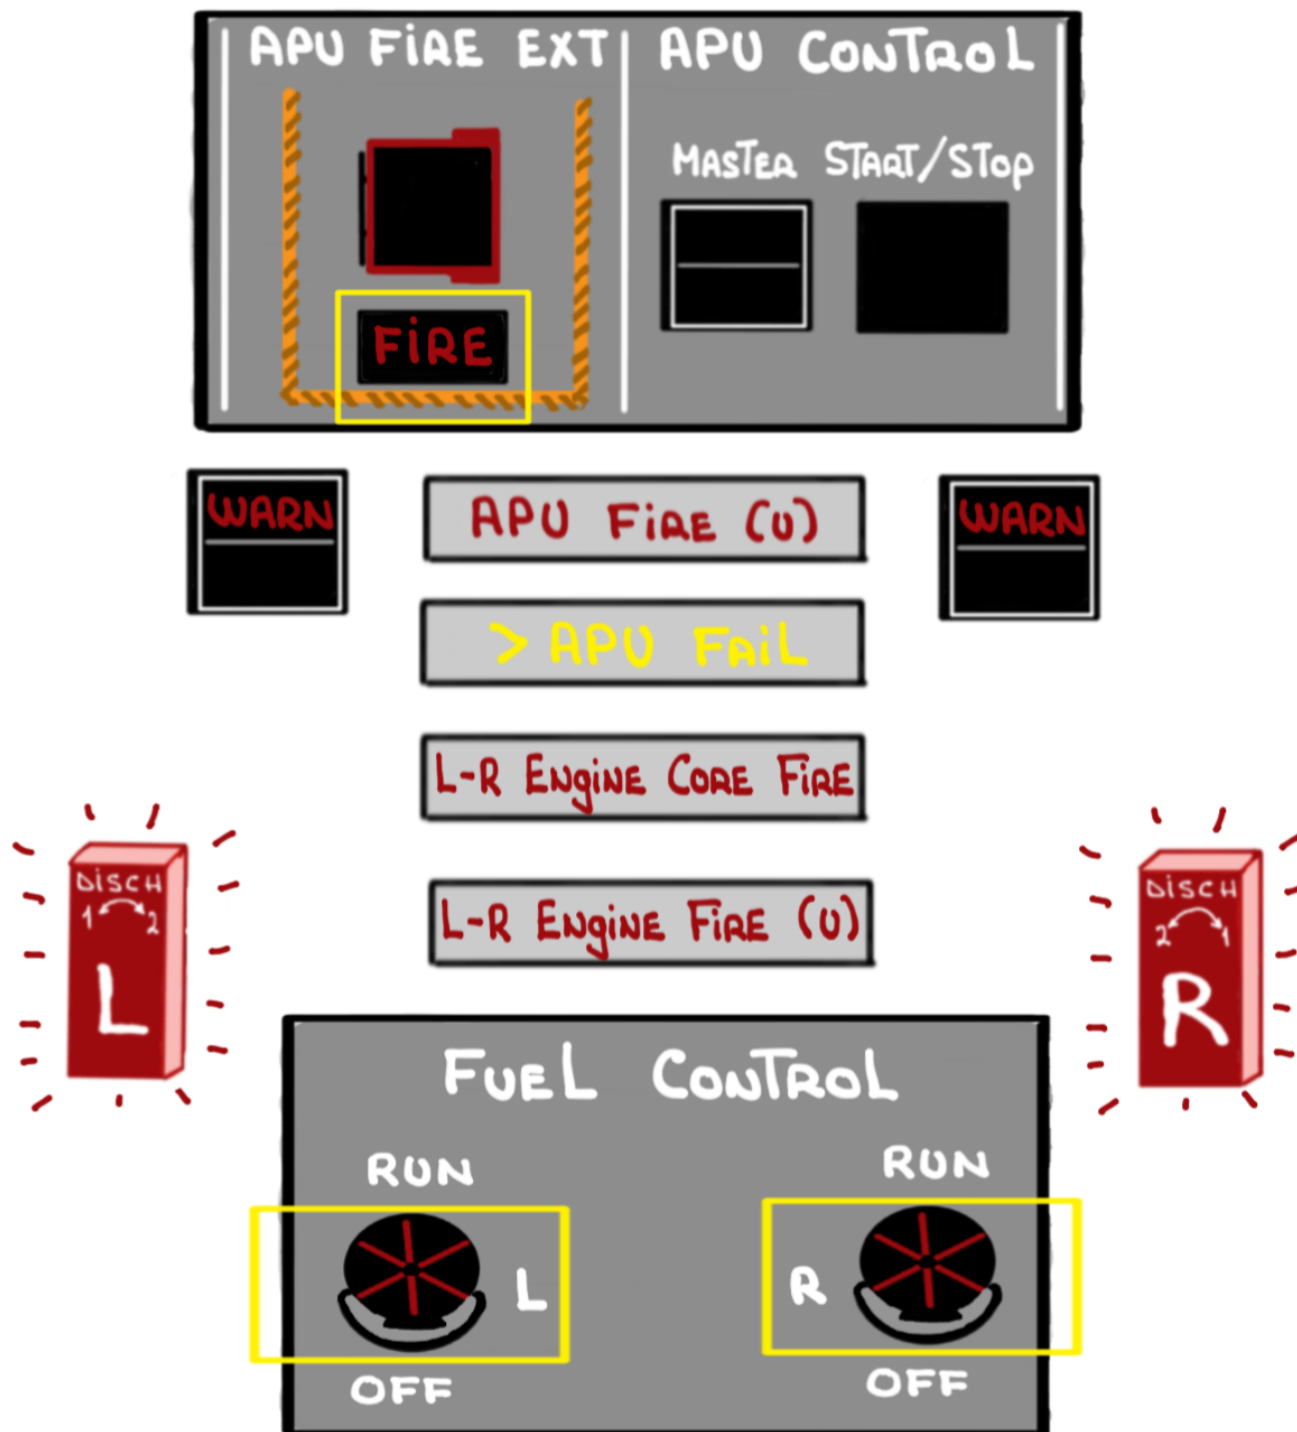 APU FiRE EXT
APU CONTROL
MASTER START/STOP
FiRE
WARN
APU FiRE (U)
WARN
> APU FAiL
L-R ENgiNE CORE FiRE
DiSCH
1 2
L
L-R ENgiNE FiRE (U)
DiSCH
2 1
R
FUEL CONTROL
RUN
RUN
L
R
OFF
OFF